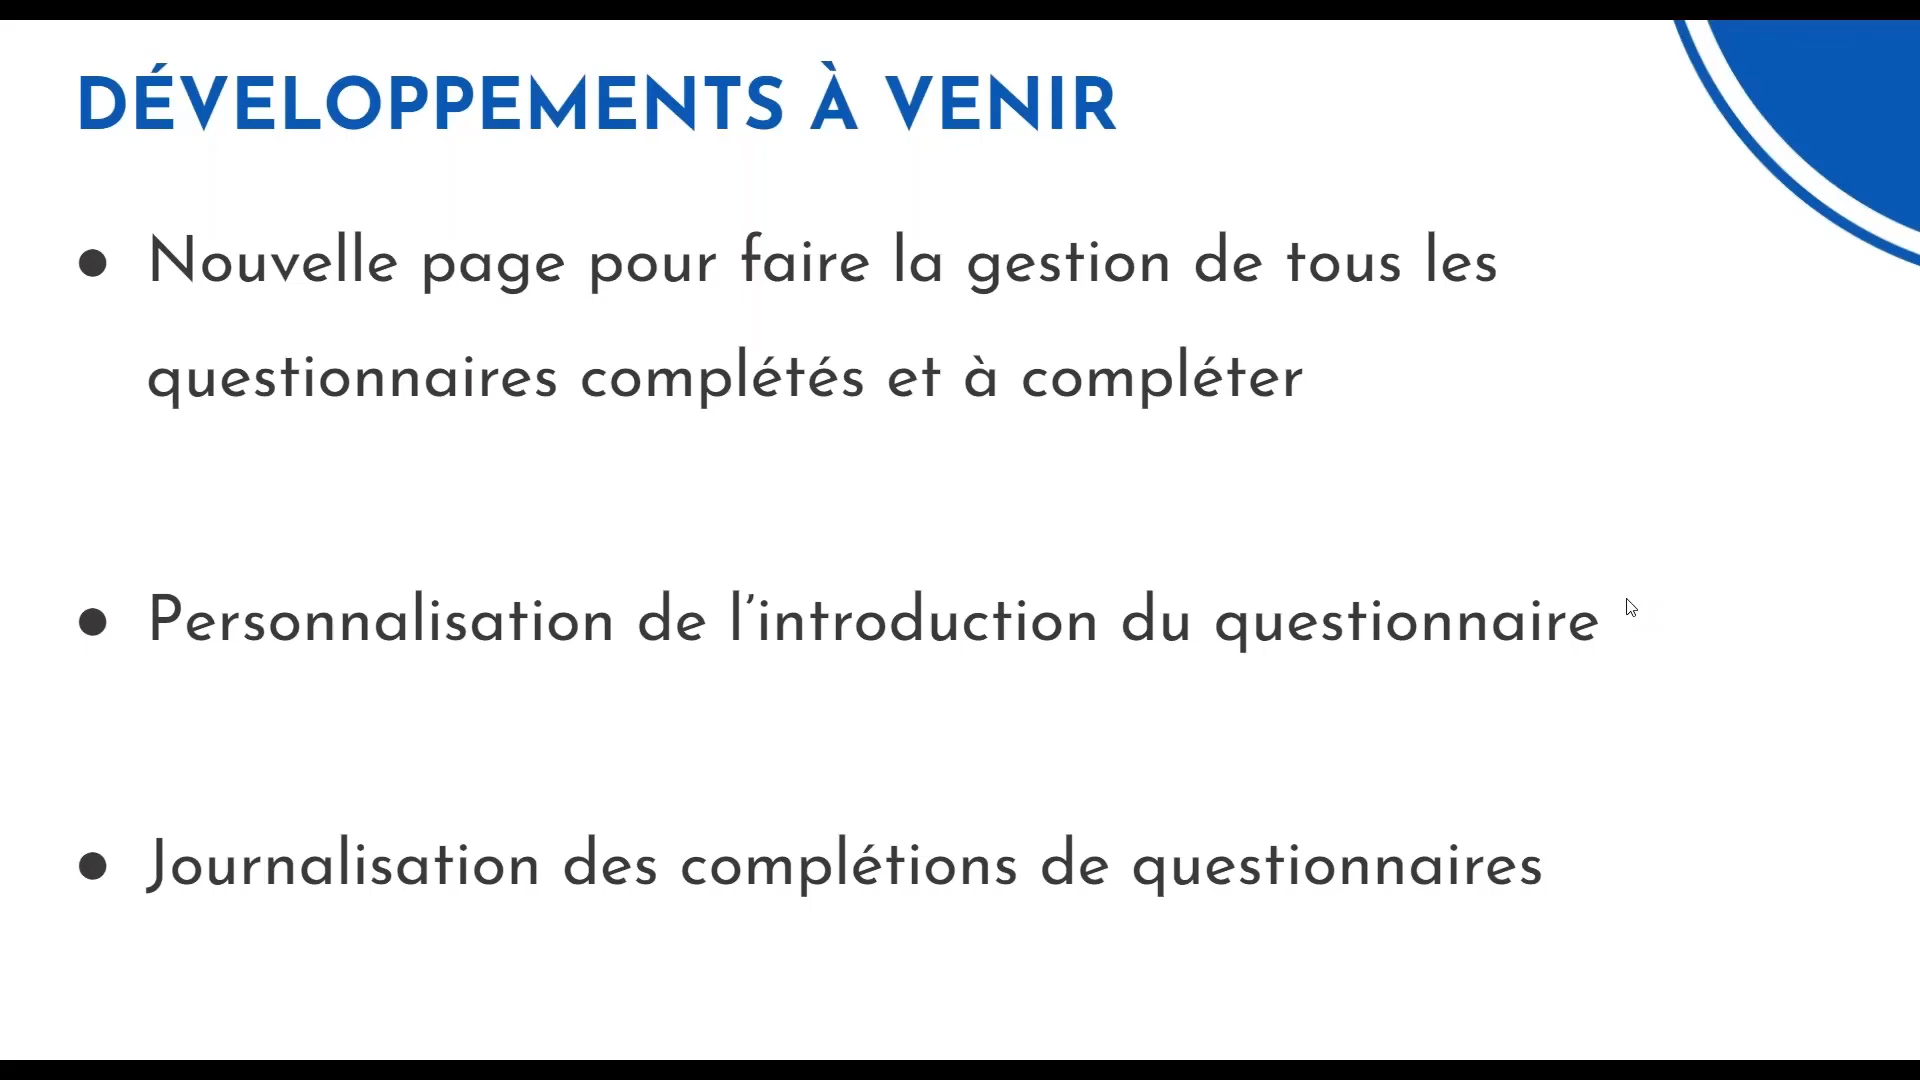 DÉVELOPPEMENTS À VENIR
● Nouvelle page pour faire la gestion de tous les
questionnaires complétés et à compléter
● Personnalisation de l’introduction du questionnaire
● Journalisation des complétions de questionnaires